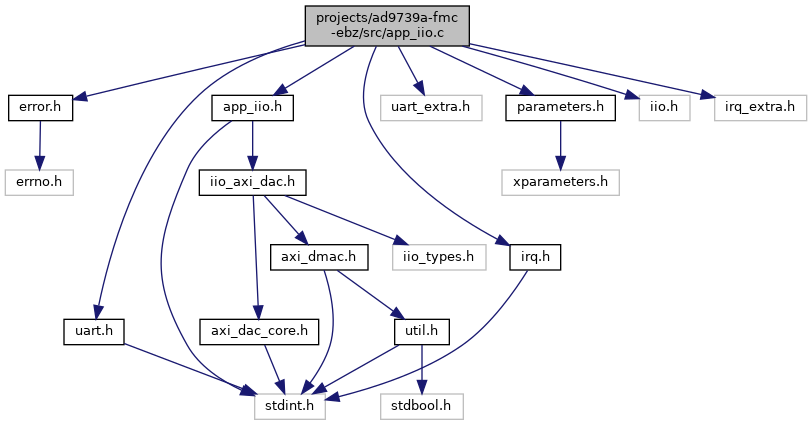 projects/ad9739a-fmc
-ebz/src/app_iio.c
error.h
app_iio.h
uart_extra.h
parameters.h
iio.h
irq_extra.h
errno.h
iio_axi_dac.h
xparameters.h
axi_dmac.h
iio_types.h
irq.h
uart.h
axi_dac_core.h
util.h
stdint.h
stdbool.h